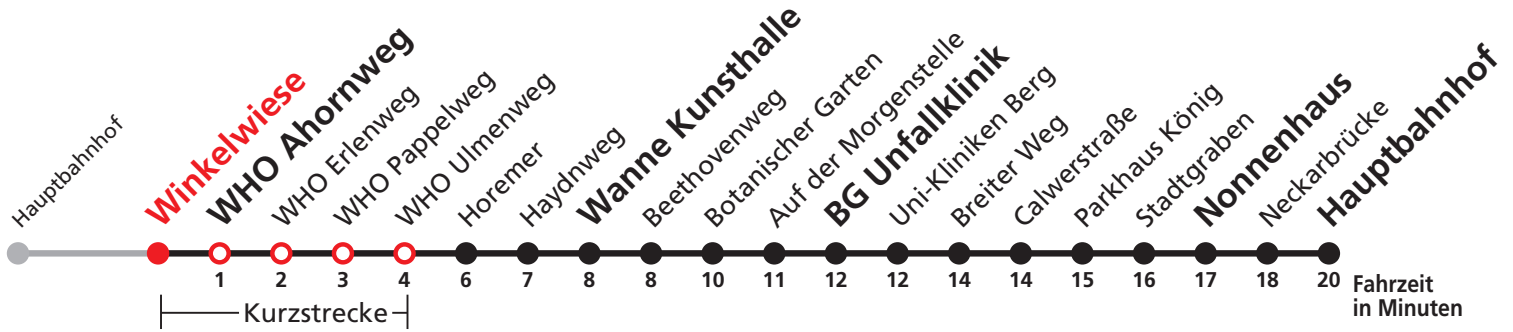 Hauptbahnhof
Winkelwiese
WHO Ahornweg
WHO Erlenweg
WHO Pappelweg
WHO Ulmenweg
Horemer
Haydnweg
Wanne Kunsthalle
Beethovenweg
Botanischer Garten
Auf der Morgenstelle
BG Unfallklinik
Uni-Kliniken Berg
Breiter Weg
Calwerstraße
Parkhaus König
Stadtgraben
Nonnenhaus
Neckarbrücke
Hauptbahnhof
1 2 3 4 6 7 8 8 10 11 12 12 14 14 15 16 17 18 20
Fahrzeit
in Minuten
Kurzstrecke